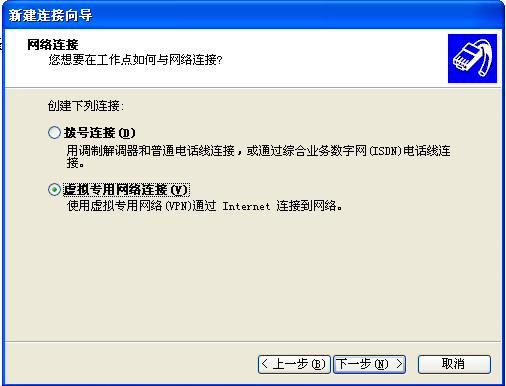 新建连接向导
网络连接
您想要在工作点如何与网络连接?
创建下列连接:
拨号连接(D)
用调制解调器和普通电话线连接，或通过综合业务数字网(ISDN)电话线连
接。
虚拟专用网络连接(V)
使用虚拟专用网络(VPN)通过 Internet 连接到网络。
< 上一步(B) 下一步(N) > 取消